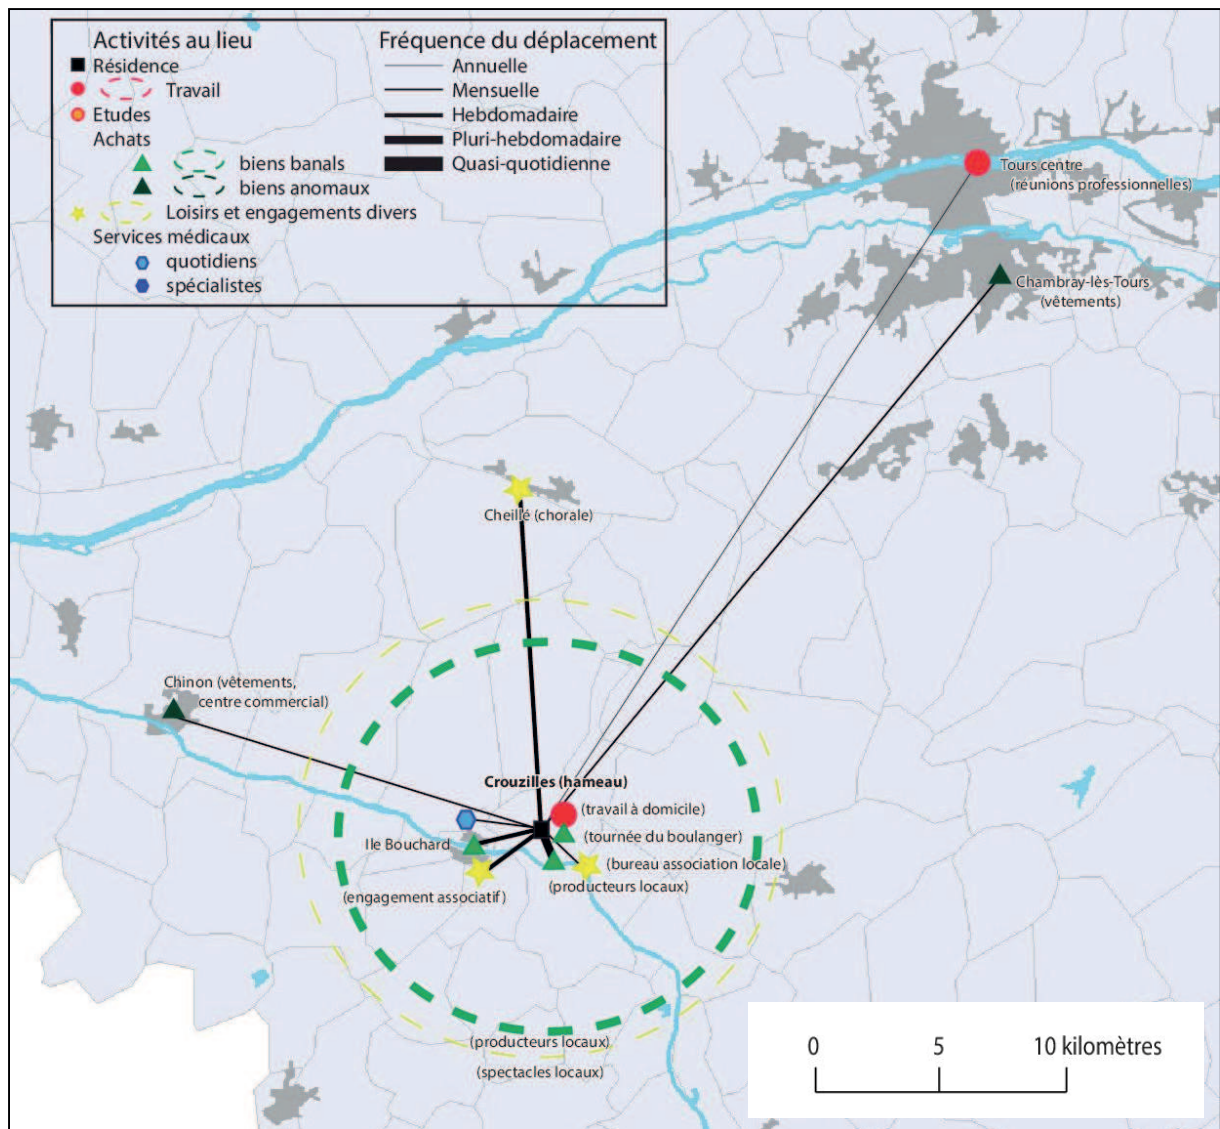 Activités au lieu
Résidence
Travail
Etudes
Achats
biens banals
biens anomaux
Loisirs et engagements divers
Services médicaux
quotidiens
spécialistes
Fréquence du déplacement
Annuelle
Mensuelle
Hebdomadaire
Pluri-hebdomadaire
Quasi-quotidienne
Tours centre
(réunions professionnelles)
Chambray-lès-Tours
(vêtements)
Cheillé (chorale)
Chinon (vêtements,
centre commercial)
Crouzilles (hameau)
(travail à domicile)
(tournée du boulanger)
Ile Bouchard
(bureau association locale)
(producteurs locaux)
(engagement associatif)
(producteurs locaux)
(spectacles locaux)
0 5 10 kilomètres